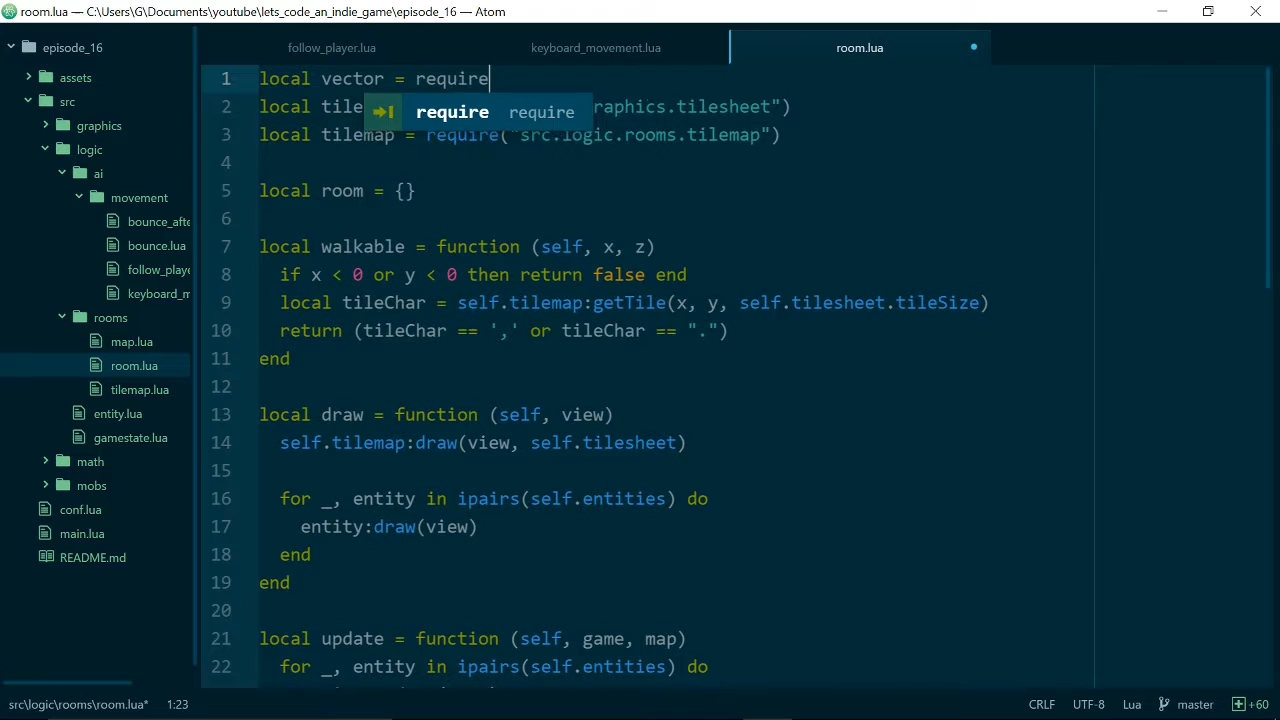 room.lua — C:\Users\G\Documents\youtube\lets_code_an_indie_game\episode_16 — Atom
episode_16
assets
src
graphics
logic
ai
movement
bounce_afte
bounce.lua
follow_playe
keyboard_m
rooms
map.lua
room.lua
tilemap.lua
entity.lua
gamestate.lua
math
mobs
conf.lua
main.lua
README.md
follow_player.lua
keyboard_movement.lua
room.lua
1 local vector = require
require require
2 local tile raphics.tilesheet")
3 local tilemap = require("src.logic.rooms.tilemap")
4
5 local room = {}
6
7 local walkable = function (self, x, z)
8 if x < 0 or y < 0 then return false end
9 local tileChar = self.tilemap:getTile(x, y, self.tilesheet.tileSize)
10 return (tileChar == ',' or tileChar == ".")
11 end
12
13 local draw = function (self, view)
14 self.tilemap:draw(view, self.tilesheet)
15
16 for _, entity in ipairs(self.entities) do
17 entity:draw(view)
18 end
19 end
20
21 local update = function (self, game, map)
22 for _, entity in ipairs(self.entities) do
src\logic\rooms\room.lua* 1:23
CRLF UTF-8 Lua master +60